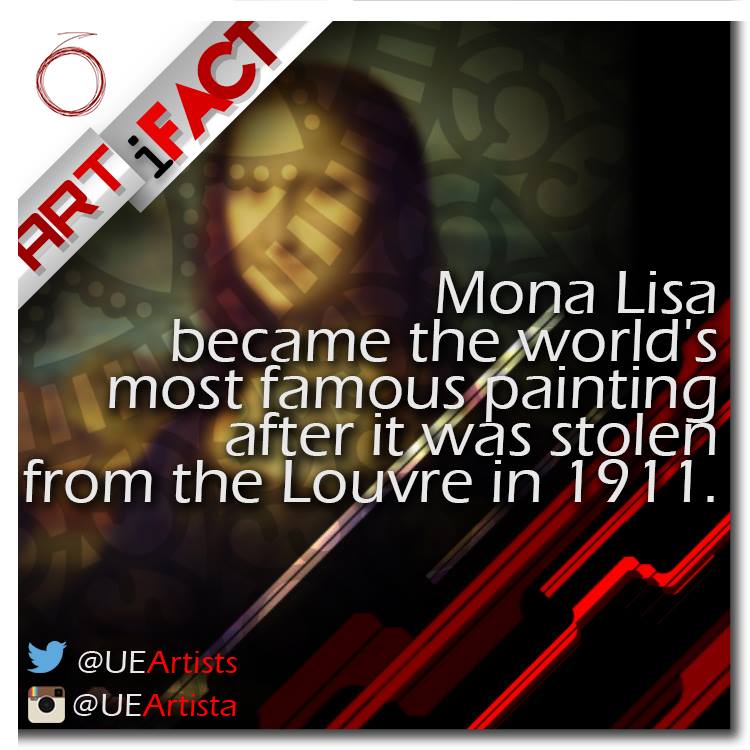 ART iFACT
Mona Lisa
became the world's
most famous painting
after it was stolen
from the Louvre in 1911.
@UEArtists
@UEArtista